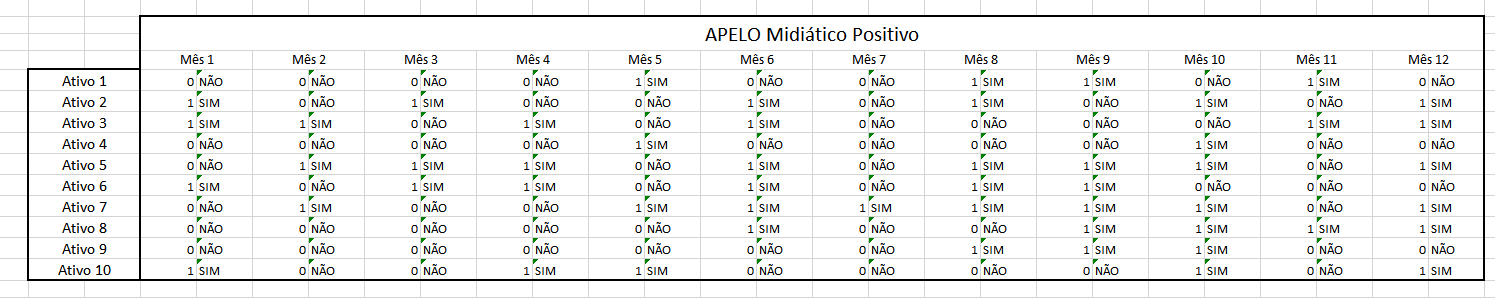 APELO Midiático Positivo
Mês 1 Mês 2 Mês 3 Mês 4 Mês 5 Mês 6 Mês 7 Mês 8 Mês 9 Mês 10 Mês 11 Mês 12
Ativo 1 0 NÃO 0 NÃO 0 NÃO 0 NÃO 1 SIM 0 NÃO 0 NÃO 1 SIM 1 SIM 0 NÃO 1 SIM 0 NÃO
Ativo 2 1 SIM 0 NÃO 1 SIM 0 NÃO 0 NÃO 1 SIM 0 NÃO 1 SIM 0 NÃO 1 SIM 0 NÃO 1 SIM
Ativo 3 1 SIM 1 SIM 0 NÃO 1 SIM 0 NÃO 1 SIM 0 NÃO 0 NÃO 0 NÃO 0 NÃO 1 SIM 1 SIM
Ativo 4 0 NÃO 0 NÃO 0 NÃO 0 NÃO 1 SIM 0 NÃO 0 NÃO 0 NÃO 0 NÃO 1 SIM 0 NÃO 0 NÃO
Ativo 5 0 NÃO 1 SIM 1 SIM 1 SIM 0 NÃO 1 SIM 0 NÃO 1 SIM 0 NÃO 1 SIM 0 NÃO 1 SIM
Ativo 6 1 SIM 0 NÃO 1 SIM 1 SIM 0 NÃO 1 SIM 0 NÃO 1 SIM 1 SIM 0 NÃO 0 NÃO 0 NÃO
Ativo 7 0 NÃO 1 SIM 0 NÃO 0 NÃO 1 SIM 1 SIM 1 SIM 1 SIM 1 SIM 1 SIM 0 NÃO 1 SIM
Ativo 8 0 NÃO 0 NÃO 0 NÃO 0 NÃO 0 NÃO 1 SIM 0 NÃO 0 NÃO 1 SIM 1 SIM 1 SIM 1 SIM
Ativo 9 0 NÃO 0 NÃO 0 NÃO 0 NÃO 0 NÃO 0 NÃO 0 NÃO 1 SIM 1 SIM 0 NÃO 0 NÃO 0 NÃO
Ativo 10 1 SIM 0 NÃO 0 NÃO 1 SIM 1 SIM 0 NÃO 0 NÃO 0 NÃO 0 NÃO 1 SIM 0 NÃO 1 SIM